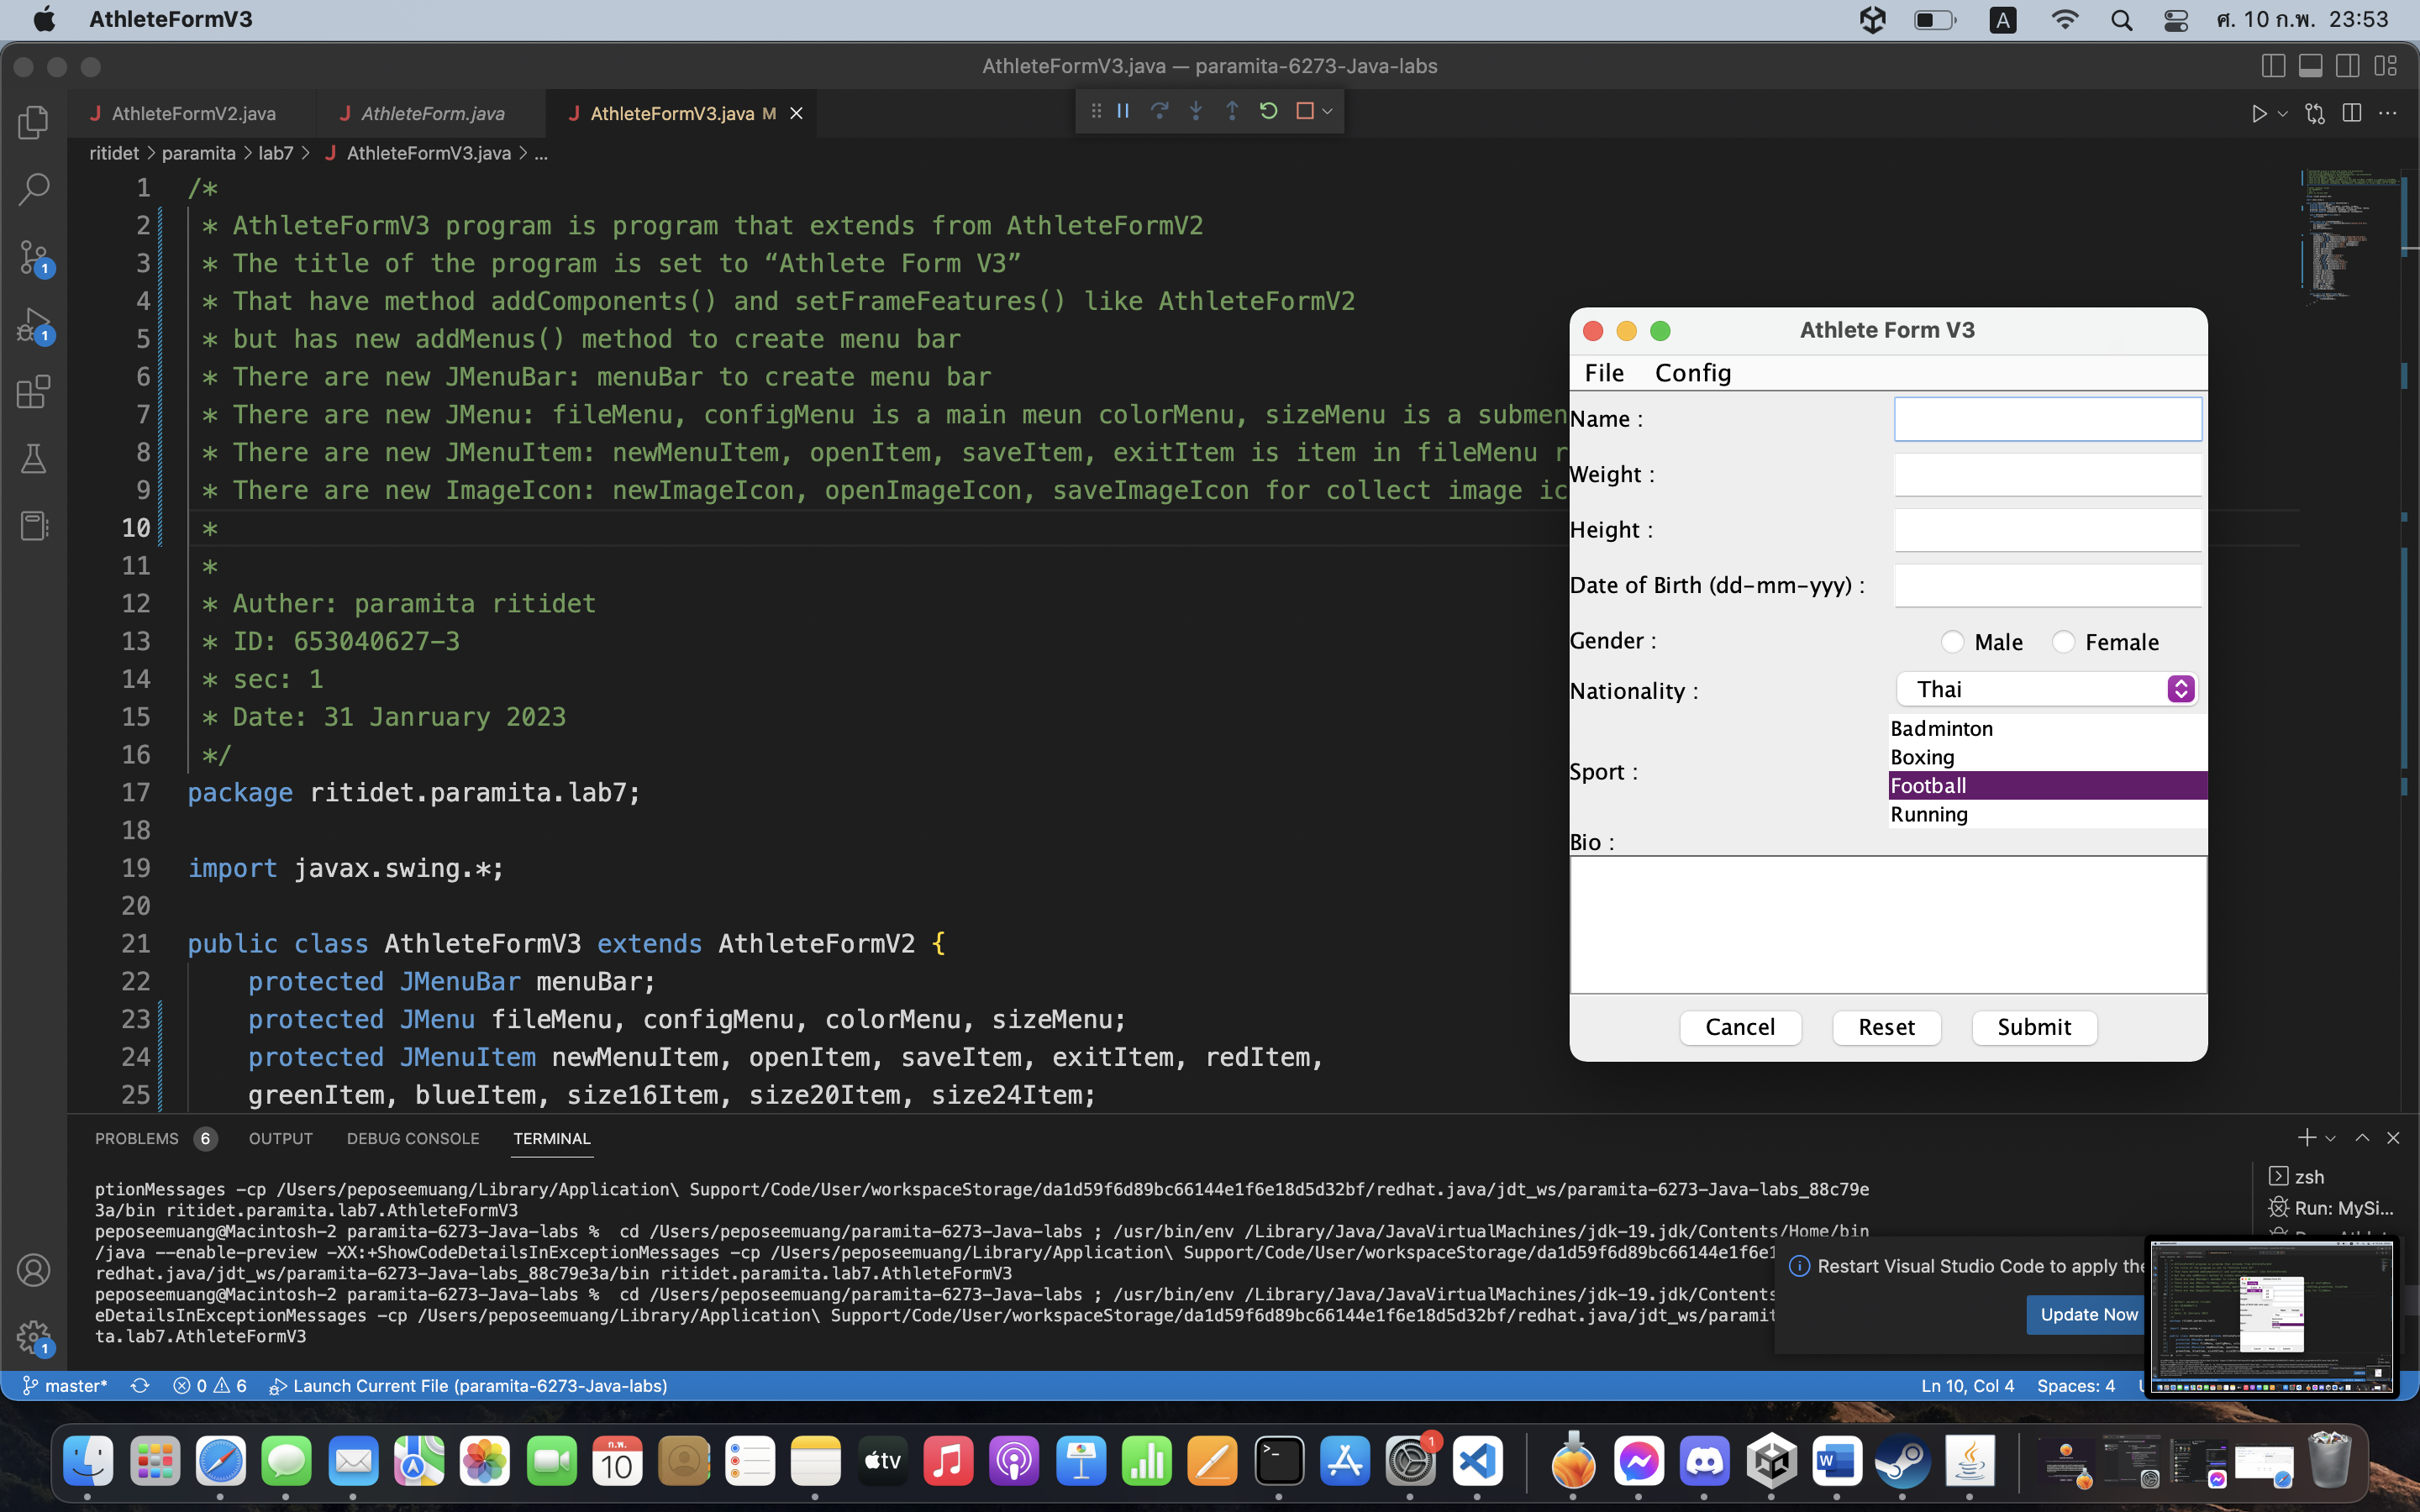 AthleteFormV3
A
ศ. 10 ก.พ. 23:53
AthleteFormV3.java — paramita-6273-Java-labs
J AthleteFormV2.java
J AthleteForm.java
J AthleteFormV3.java M
ritidet > paramita > lab7 > J AthleteFormV3.java > ...
1 /*
2 * AthleteFormV3 program is program that extends from AthleteFormV2
3 * The title of the program is set to “Athlete Form V3”
4 * That have method addComponents() and setFrameFeatures() like AthleteFormV2
5 * but has new addMenus() method to create menu bar
6 * There are new JMenuBar: menuBar to create menu bar
7 * There are new JMenu: fileMenu, configMenu is a main meun colorMenu, sizeMenu is a submen
8 * There are new JMenuItem: newMenuItem, openItem, saveItem, exitItem is item in fileMenu r
9 * There are new ImageIcon: newImageIcon, openImageIcon, saveImageIcon for collect image ic
10 *
11 *
12 * Auther: paramita ritidet
13 * ID: 653040627-3
14 * sec: 1
15 * Date: 31 Janruary 2023
16 */
17 package ritidet.paramita.lab7;
18
19 import javax.swing.*;
20
21 public class AthleteFormV3 extends AthleteFormV2 {
22 protected JMenuBar menuBar;
23 protected JMenu fileMenu, configMenu, colorMenu, sizeMenu;
24 protected JMenuItem newMenuItem, openItem, saveItem, exitItem, redItem,
25 greenItem, blueItem, size16Item, size20Item, size24Item;
Athlete Form V3
File Config
Name :
Weight :
Height :
Date of Birth (dd-mm-yyy) :
Gender : Male Female
Nationality : Thai
Badminton
Boxing
Sport :
Football
Running
Bio :
Cancel Reset Submit
1
1
1
PROBLEMS 6 OUTPUT DEBUG CONSOLE TERMINAL
ptionMessages -cp /Users/peposeemuang/Library/Application\ Support/Code/User/workspaceStorage/da1d59f6d89bc66144e1f6e18d5d32bf/redhat.java/jdt_ws/paramita-6273-Java-labs_88c79e
3a/bin ritidet.paramita.lab7.AthleteFormV3
peposeemuang@Macintosh-2 paramita-6273-Java-labs % cd /Users/peposeemuang/paramita-6273-Java-labs ; /usr/bin/env /Library/Java/JavaVirtualMachines/jdk-19.jdk/Contents/Home/bin
/java --enable-preview -XX:+ShowCodeDetailsInExceptionMessages -cp /Users/peposeemuang/Library/Application\ Support/Code/User/workspaceStorage/da1d59f6d89bc66144e1f6e1
redhat.java/jdt_ws/paramita-6273-Java-labs_88c79e3a/bin ritidet.paramita.lab7.AthleteFormV3
peposeemuang@Macintosh-2 paramita-6273-Java-labs % cd /Users/peposeemuang/paramita-6273-Java-labs ; /usr/bin/env /Library/Java/JavaVirtualMachines/jdk-19.jdk/Contents
eDetailsInExceptionMessages -cp /Users/peposeemuang/Library/Application\ Support/Code/User/workspaceStorage/da1d59f6d89bc66144e1f6e18d5d32bf/redhat.java/jdt_ws/paramit
ta.lab7.AthleteFormV3
zsh
Run: MySi...
Restart Visual Studio Code to apply the
Update Now
master* 0 6 Launch Current File (paramita-6273-Java-labs)
Ln 10, Col 4 Spaces: 4
ก.พ.
10
tv
1
W